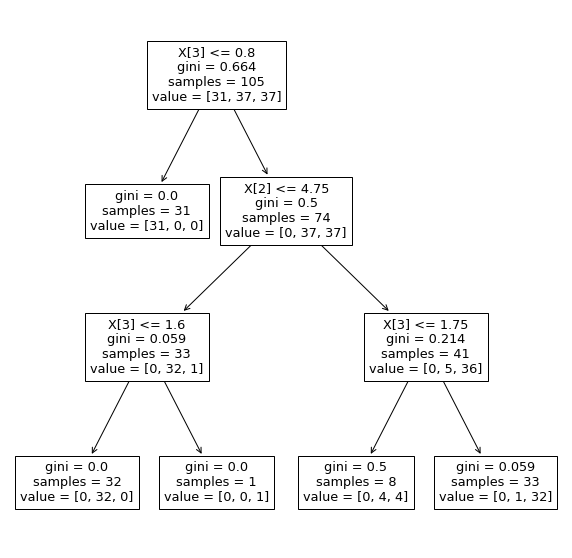 X[3] <= 0.8
gini = 0.664
samples = 105
value = [31, 37, 37]
gini = 0.0
samples = 31
value = [31, 0, 0]
X[2] <= 4.75
gini = 0.5
samples = 74
value = [0, 37, 37]
X[3] <= 1.6
gini = 0.059
samples = 33
value = [0, 32, 1]
X[3] <= 1.75
gini = 0.214
samples = 41
value = [0, 5, 36]
gini = 0.0
samples = 32
value = [0, 32, 0]
gini = 0.0
samples = 1
value = [0, 0, 1]
gini = 0.5
samples = 8
value = [0, 4, 4]
gini = 0.059
samples = 33
value = [0, 1, 32]